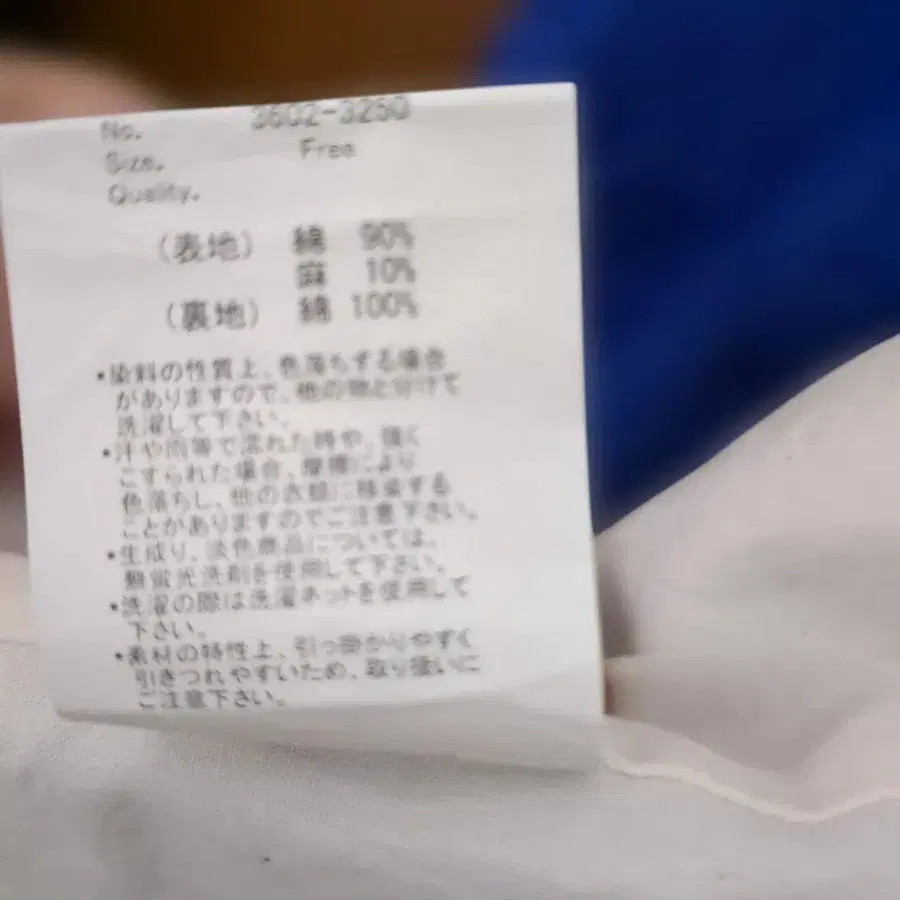 No. 3602-3250
Size. Free
Quality.
(表地) 綿 90%
麻 10%
(裏地) 綿 100%
•染料の性質上、色落ちする場合
がありますので、他の物と分けて
洗濯して下さい。
•汗や雨等で濡れた時や、強く
こすられた場合、摩擦により
色落ちし、他の衣類に移染する
ことがありますのでご注意下さい。
•生成り、淡色商品については、
無蛍光洗剤を使用して下さい。
•洗濯の際は洗濯ネットを使用して
下さい。
•素材の特性上、引っ掛かりやすく
引きつれやすいため、取り扱いに
ご注意下さい。